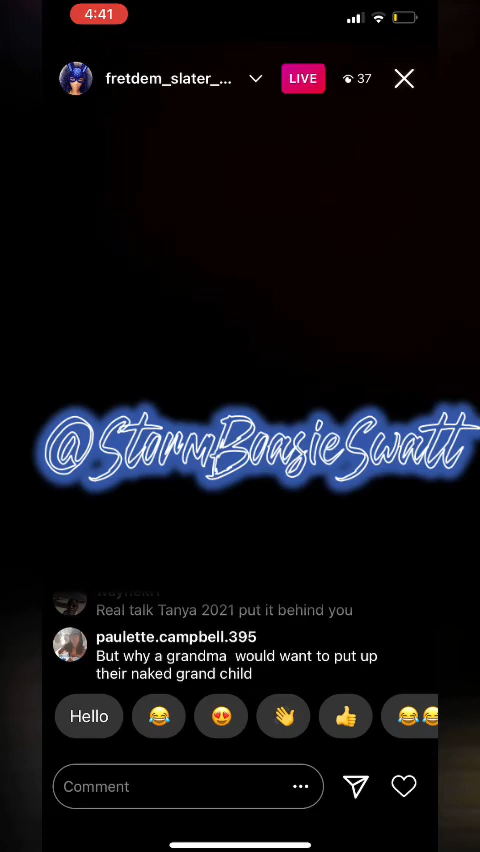 4:41
fretdem_slater_...
LIVE
37
@StormBoasieSwatt
Real talk Tanya 2021 put it behind you
paulette.campbell.395
But why a grandma would want to put up
their naked grand child
Hello
Comment